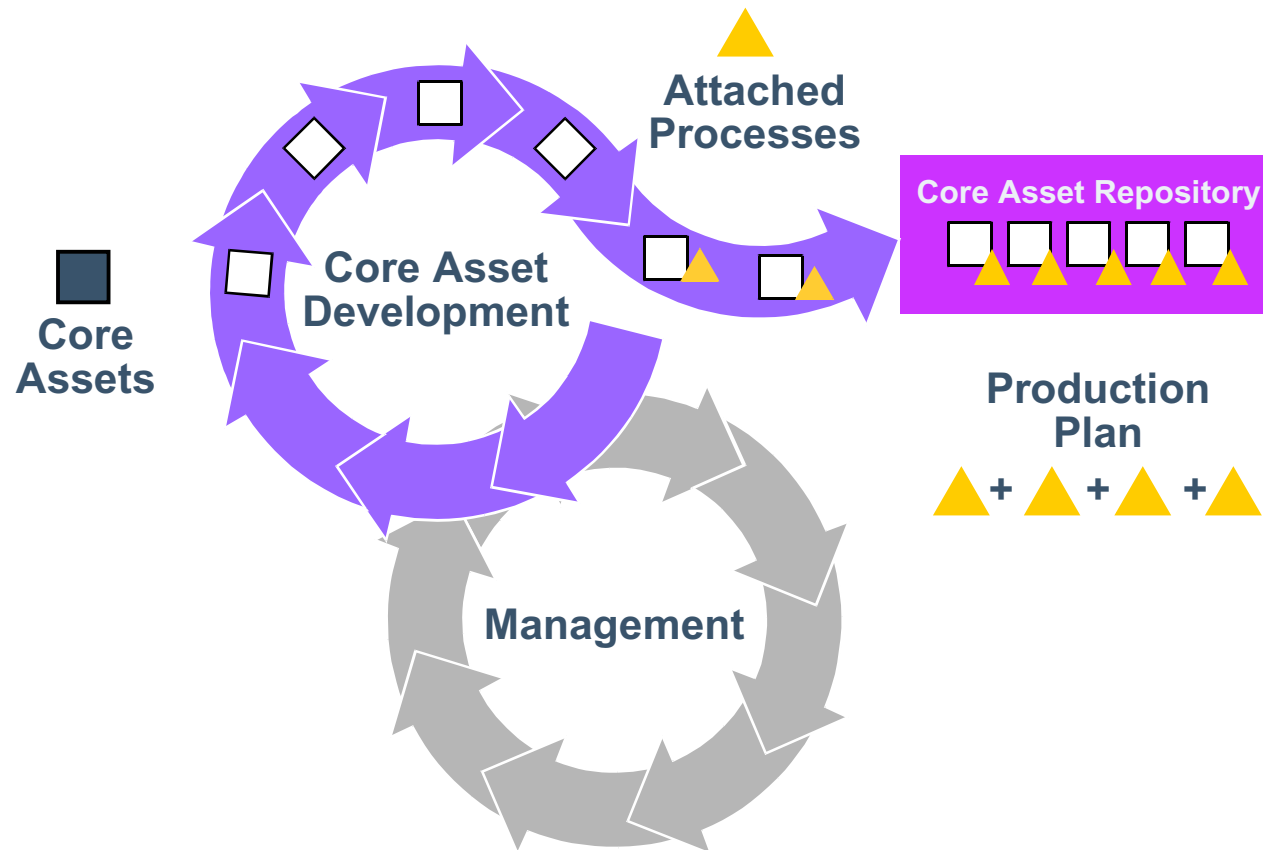 Attached
Processes
Core Asset Repository
Core Asset
Development
Core
Assets
Production
Plan
+ + +
Management